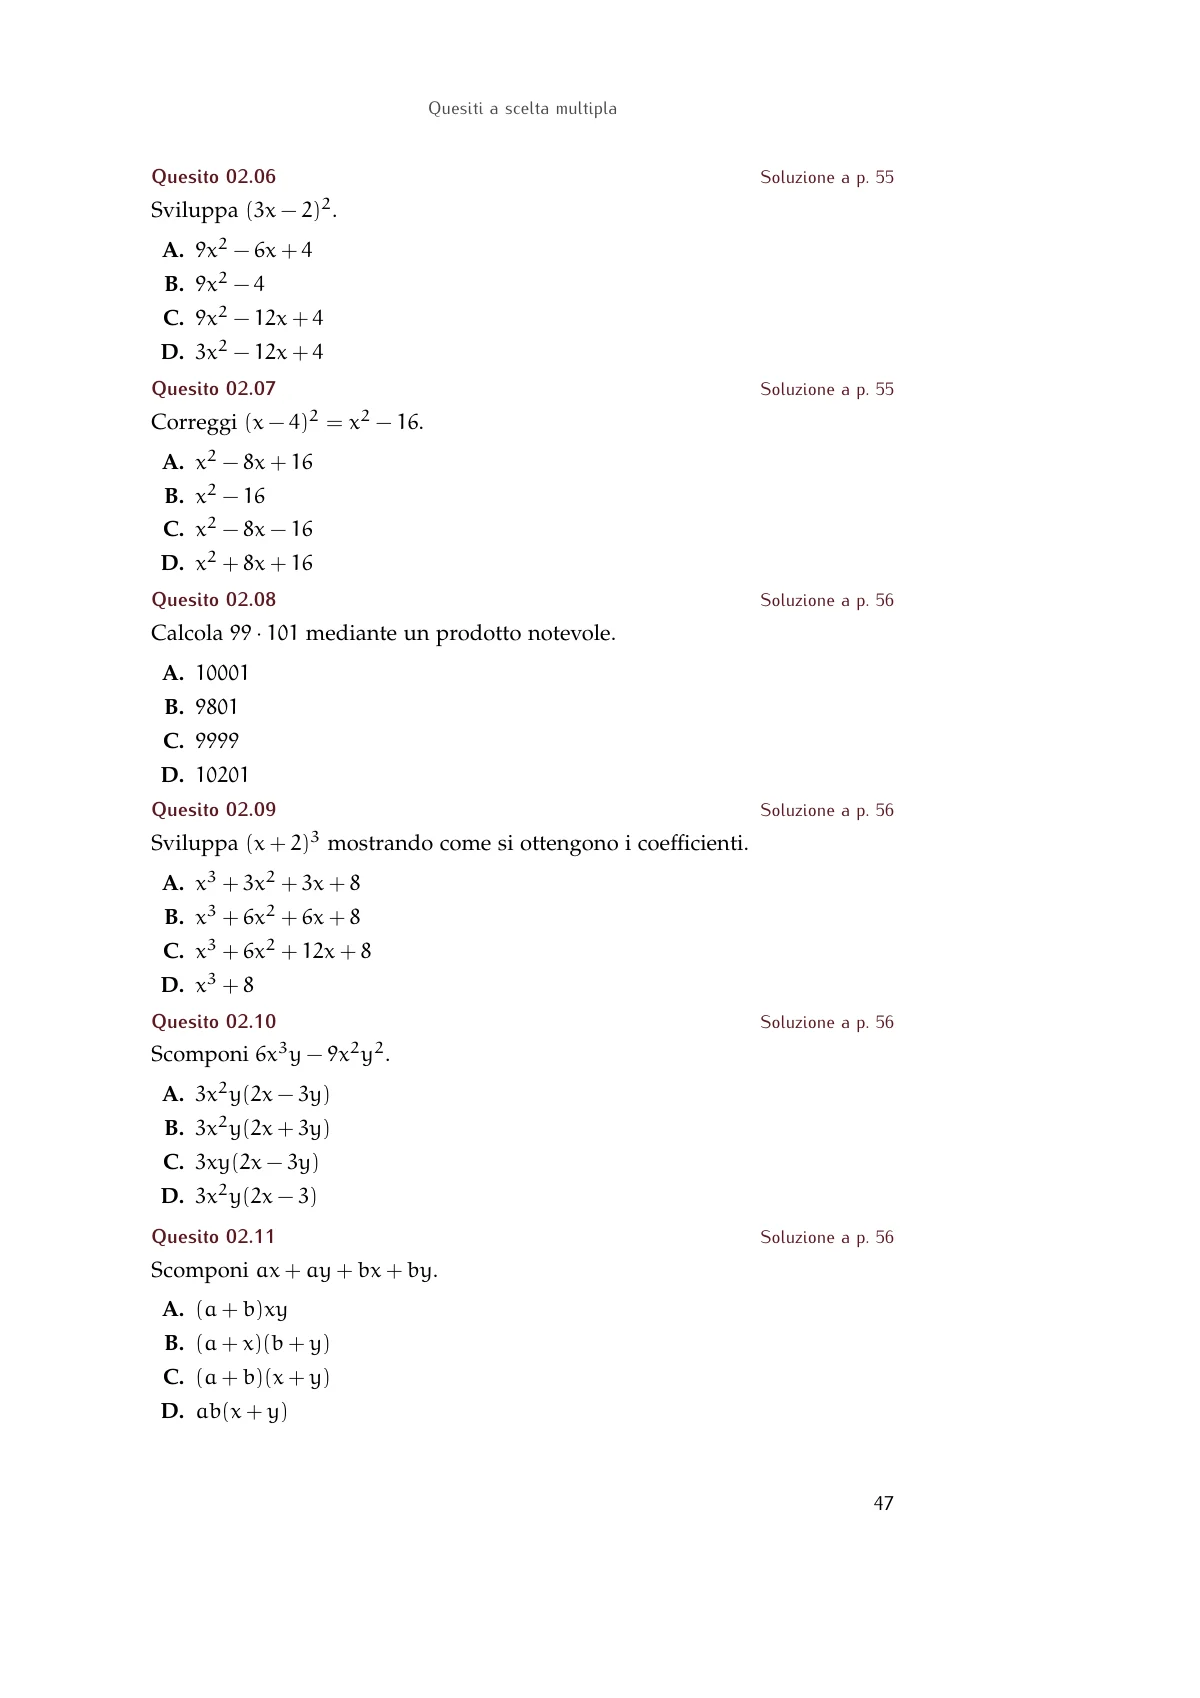 Quesiti a scelta multipla
Quesito 02.06 Soluzione a p. 55
Sviluppa (3x − 2)².
A. 9x² − 6x + 4
B. 9x² − 4
C. 9x² − 12x + 4
D. 3x² − 12x + 4
Quesito 02.07 Soluzione a p. 55
Correggi (x − 4)² = x² − 16.
A. x² − 8x + 16
B. x² − 16
C. x² − 8x − 16
D. x² + 8x + 16
Quesito 02.08 Soluzione a p. 56
Calcola 99 · 101 mediante un prodotto notevole.
A. 10001
B. 9801
C. 9999
D. 10201
Quesito 02.09 Soluzione a p. 56
Sviluppa (x + 2)³ mostrando come si ottengono i coefficienti.
A. x³ + 3x² + 3x + 8
B. x³ + 6x² + 6x + 8
C. x³ + 6x² + 12x + 8
D. x³ + 8
Quesito 02.10 Soluzione a p. 56
Scomponi 6x³y − 9x²y².
A. 3x²y(2x − 3y)
B. 3x²y(2x + 3y)
C. 3xy(2x − 3y)
D. 3x²y(2x − 3)
Quesito 02.11 Soluzione a p. 56
Scomponi ax + ay + bx + by.
A. (a + b)xy
B. (a + x)(b + y)
C. (a + b)(x + y)
D. ab(x + y)
47